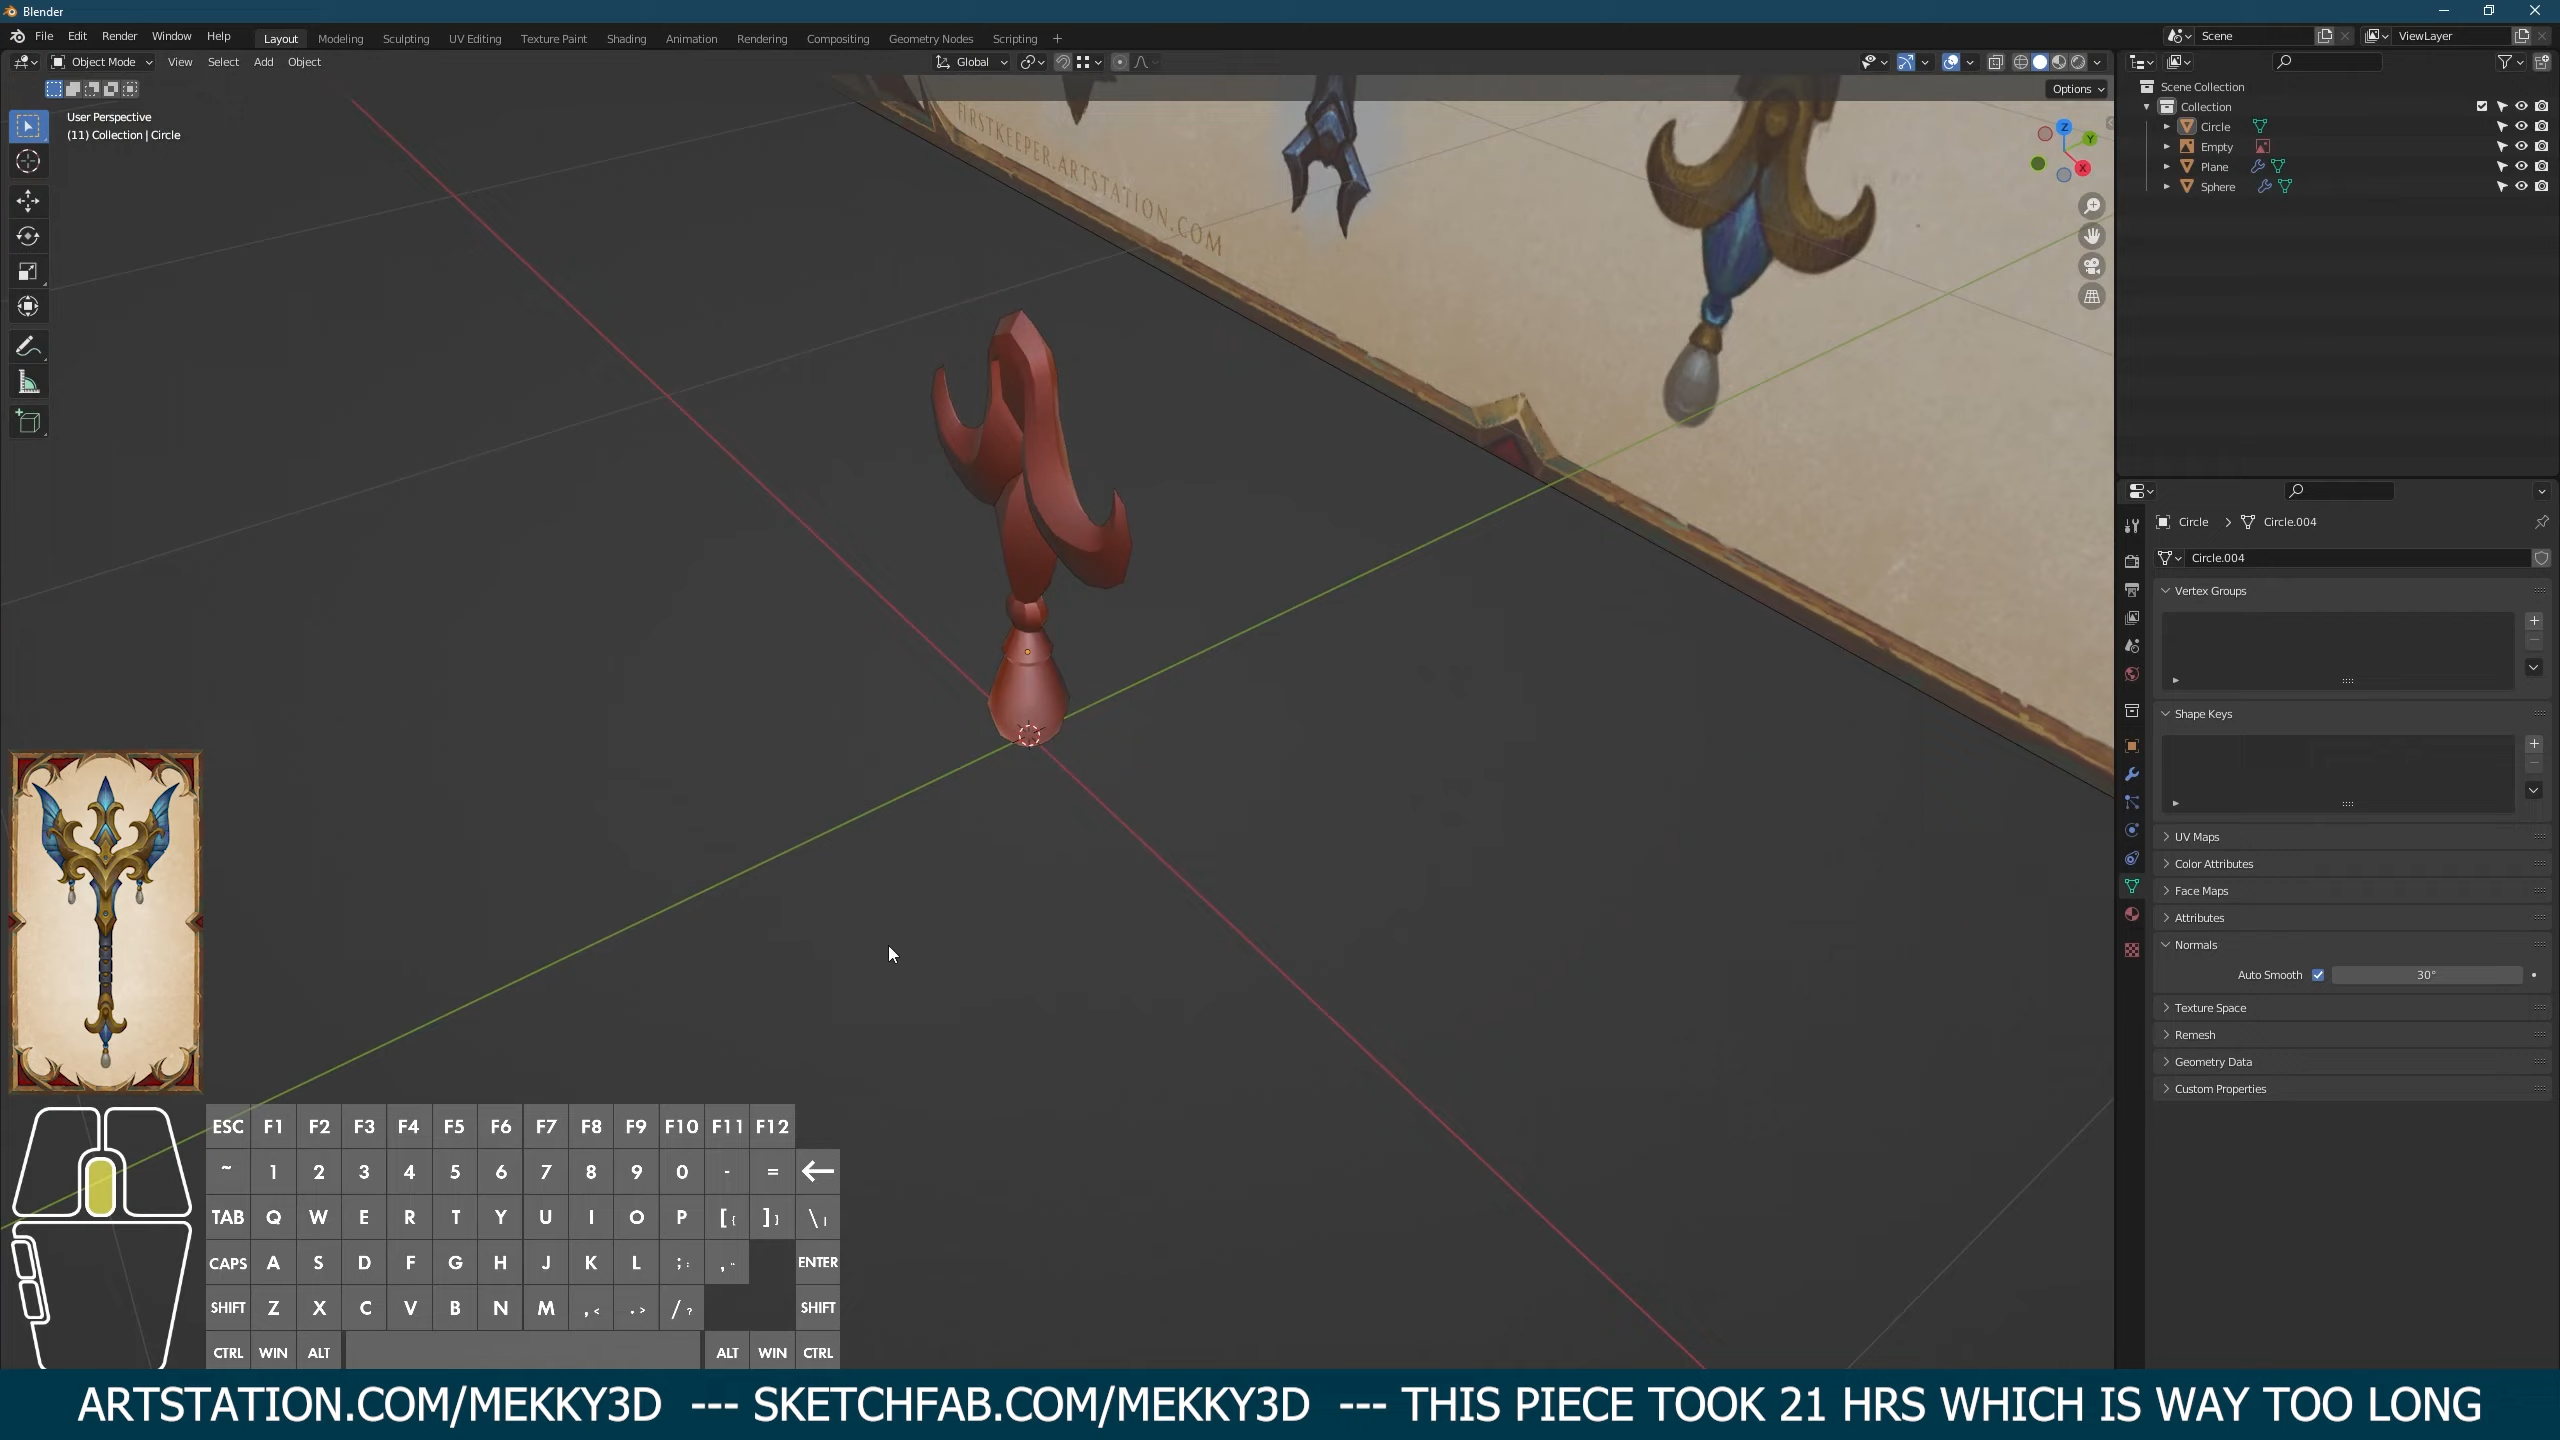 Blender
File Edit Render Window Help Layout Modeling Sculpting UV Editing Texture Paint Shading Animation Rendering Compositing Geometry Nodes Scripting + Scene ViewLayer
Object Mode View Select Add Object Global
Options
User Perspective
(11) Collection | Circle
FIRSTKEEPER.ARTSTATION.COM
Z
Y
X
Scene Collection
Collection
Circle
Empty
Plane
Sphere
Circle > Circle.004
Circle.004
Vertex Groups
Shape Keys
UV Maps
Color Attributes
Face Maps
Attributes
Normals
Auto Smooth 30°
Texture Space
Remesh
Geometry Data
Custom Properties
ESC F1 F2 F3 F4 F5 F6 F7 F8 F9 F10 F11 F12
~ 1 2 3 4 5 6 7 8 9 0 - = ←
TAB Q W E R T Y U I O P [ { ] } \ |
CAPS A S D F G H J K L ; : , " ENTER
SHIFT Z X C V B N M , < . > / ? SHIFT
CTRL WIN ALT ALT WIN CTRL
ARTSTATION.COM/MEKKY3D --- SKETCHFAB.COM/MEKKY3D --- THIS PIECE TOOK 21 HRS WHICH IS WAY TOO LONG